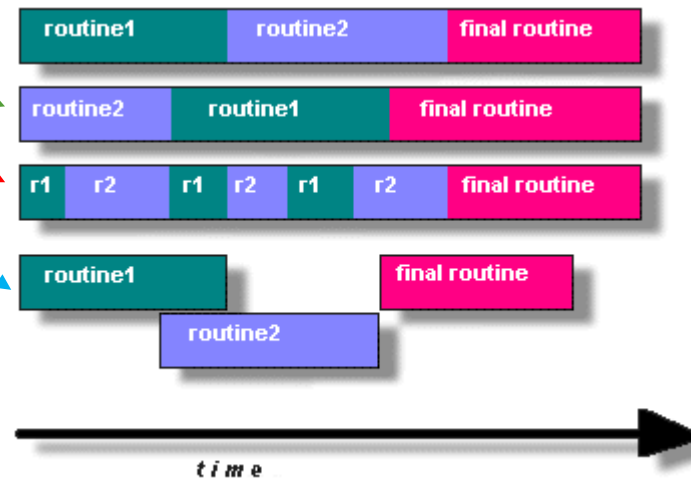 routine1 routine2 final routine
routine2 routine1 final routine
r1 r2 r1 r2 r1 r2 final routine
routine1 final routine
routine2
time